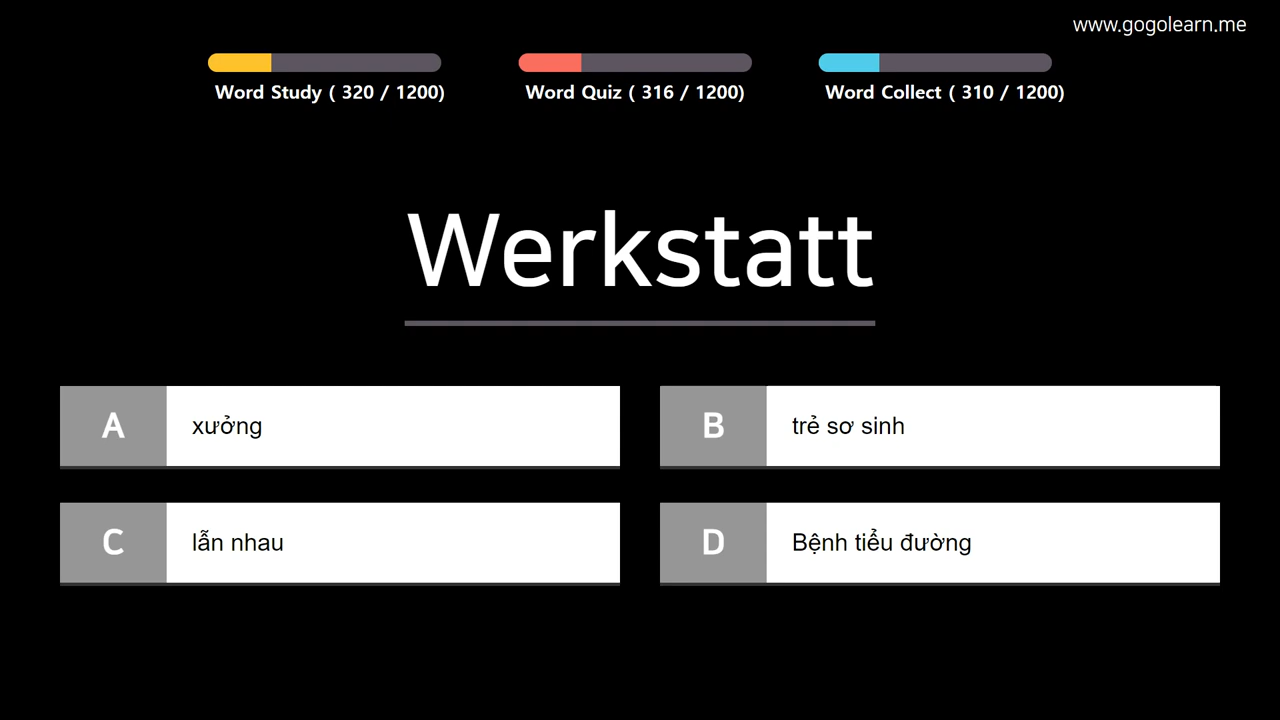 www.gogolearn.me
Word Study ( 320 / 1200)
Word Quiz ( 316 / 1200)
Word Collect ( 310 / 1200)
Werkstatt
A xưởng
B trẻ sơ sinh
C lẫn nhau
D Bệnh tiểu đường